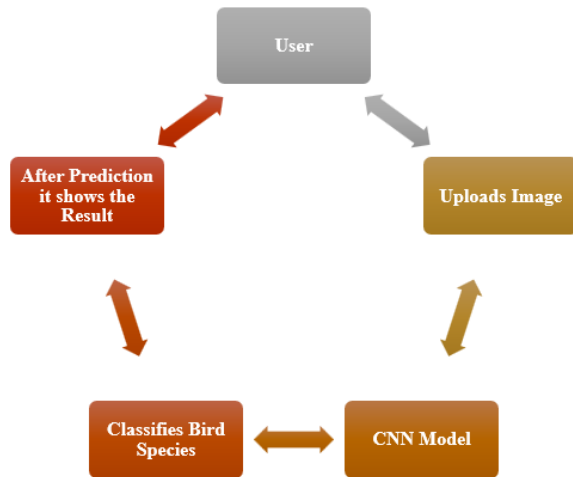 User
Uploads Image
CNN Model
Classifies Bird
Species
After Prediction
it shows the
Result